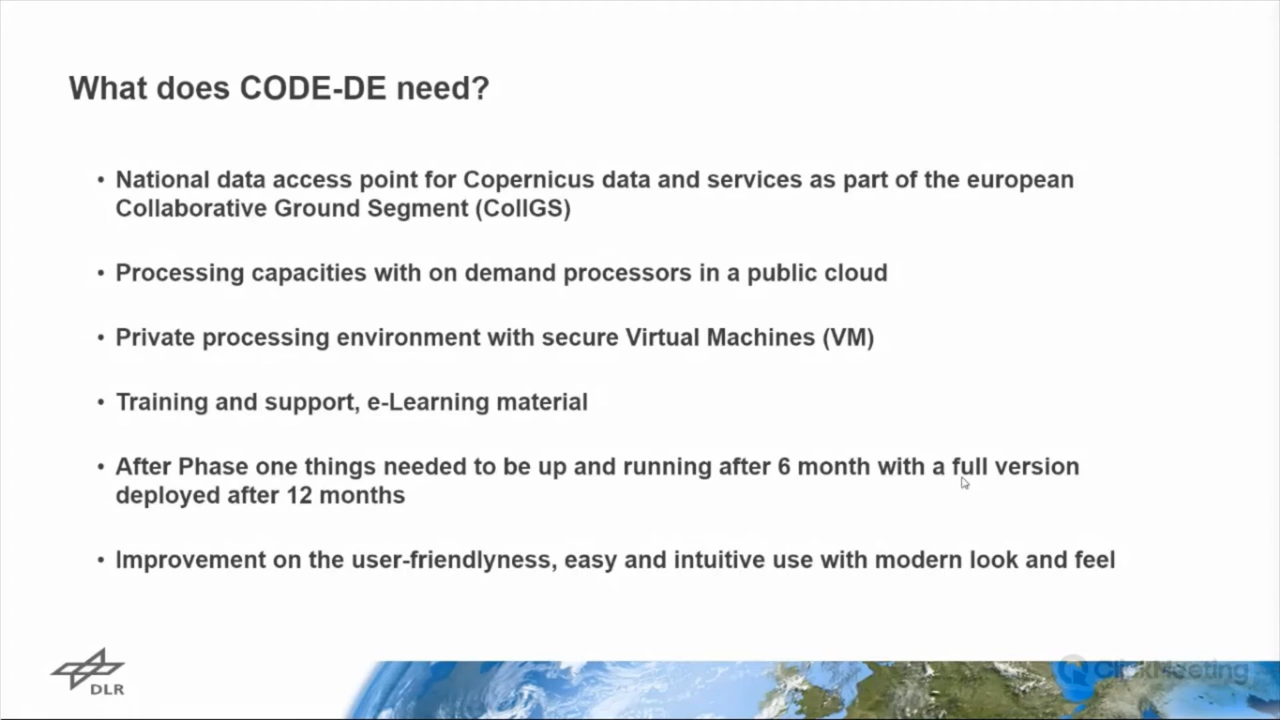 What does CODE-DE need?
• National data access point for Copernicus data and services as part of the european
Collaborative Ground Segment (CollGS)
• Processing capacities with on demand processors in a public cloud
• Private processing environment with secure Virtual Machines (VM)
• Training and support, e-Learning material
• After Phase one things needed to be up and running after 6 month with a full version
deployed after 12 months
• Improvement on the user-friendlyness, easy and intuitive use with modern look and feel
DLR
ClickMeeting